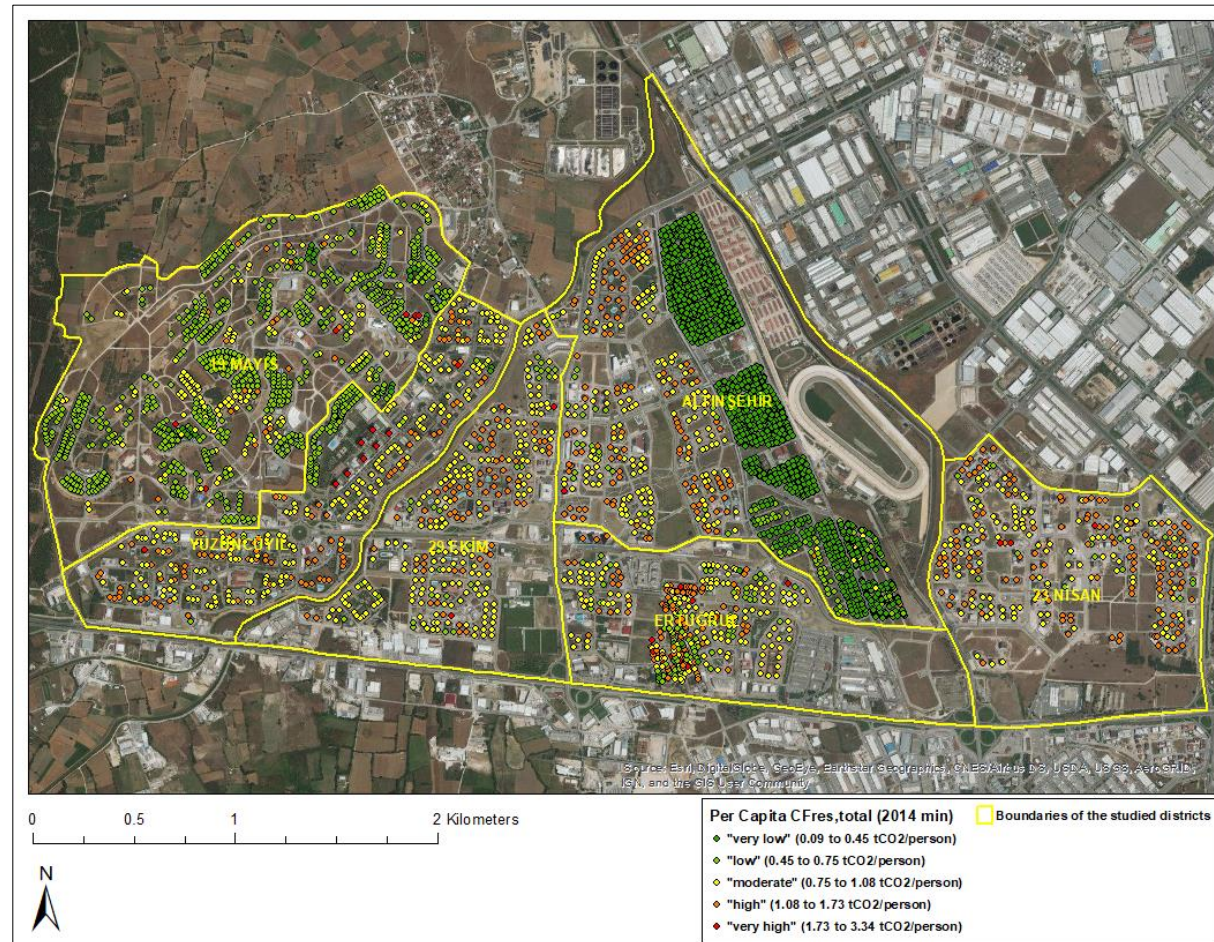 19 MAYIS
ALTINŞEHİR
YÜZÜNCÜYIL
29 EKİM
ERTUĞRUL
23 NİSAN
Source: Esri, DigitalGlobe, GeoEye, Earthstar Geographics, CNES/Airbus DS, USDA, USGS, AeroGRID,
IGN, and the GIS User Community
0 0.5 1 2 Kilometers
N
Per Capita CFres,total (2014 min)
"very low" (0.09 to 0.45 tCO2/person)
"low" (0.45 to 0.75 tCO2/person)
"moderate" (0.75 to 1.08 tCO2/person)
"high" (1.08 to 1.73 tCO2/person)
"very high" (1.73 to 3.34 tCO2/person)
Boundaries of the studied districts